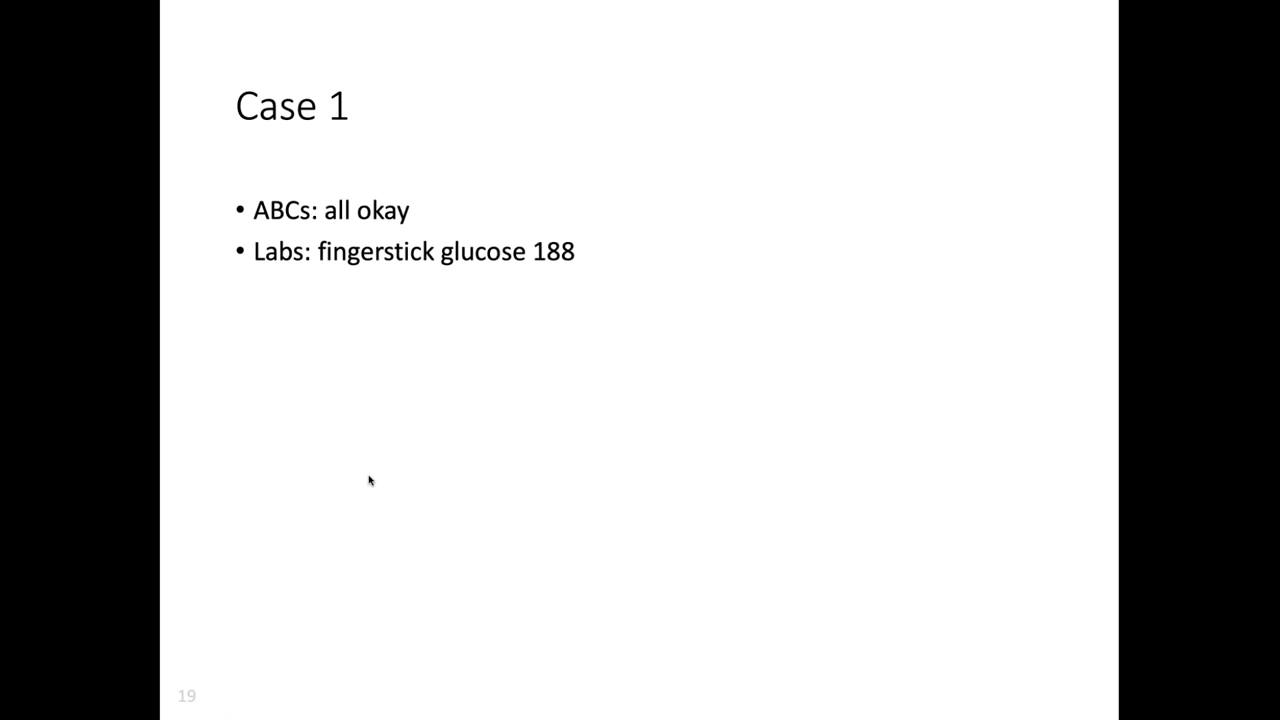 Case 1
• ABCs: all okay
• Labs: fingerstick glucose 188
19